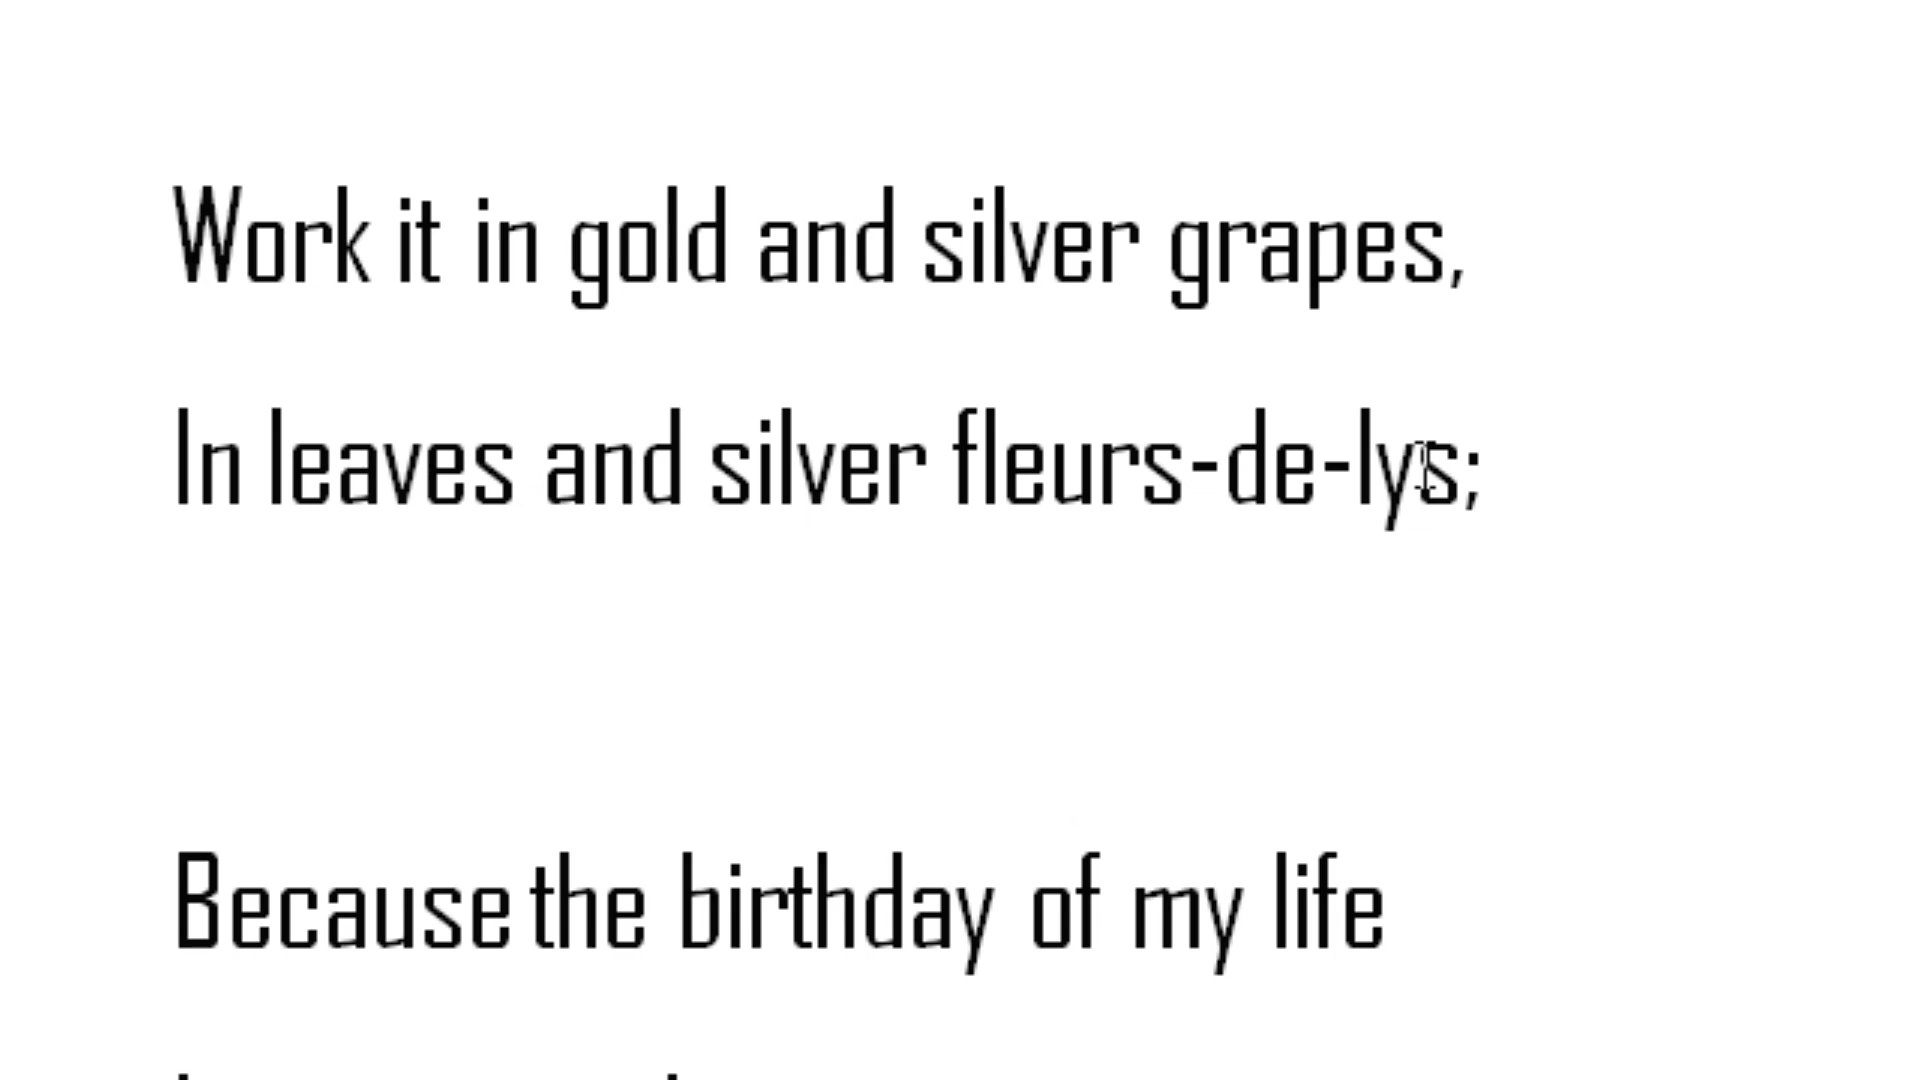 Work it in gold and silver grapes,
In leaves and silver fleurs-de-lys;
Because the birthday of my life